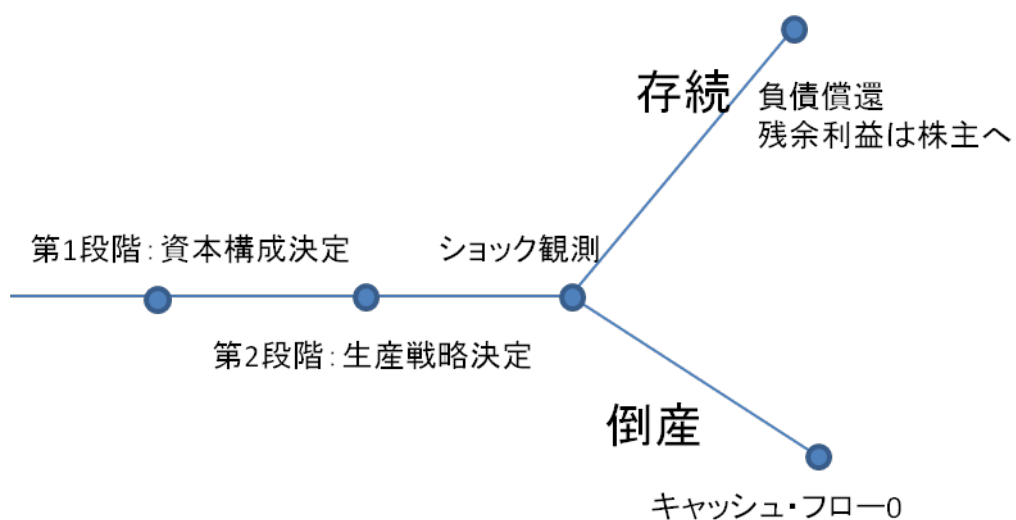 存続
負債償還
残余利益は株主へ
第1段階：資本構成決定
ショック観測
第2段階：生産戦略決定
倒産
キャッシュ・フロー0